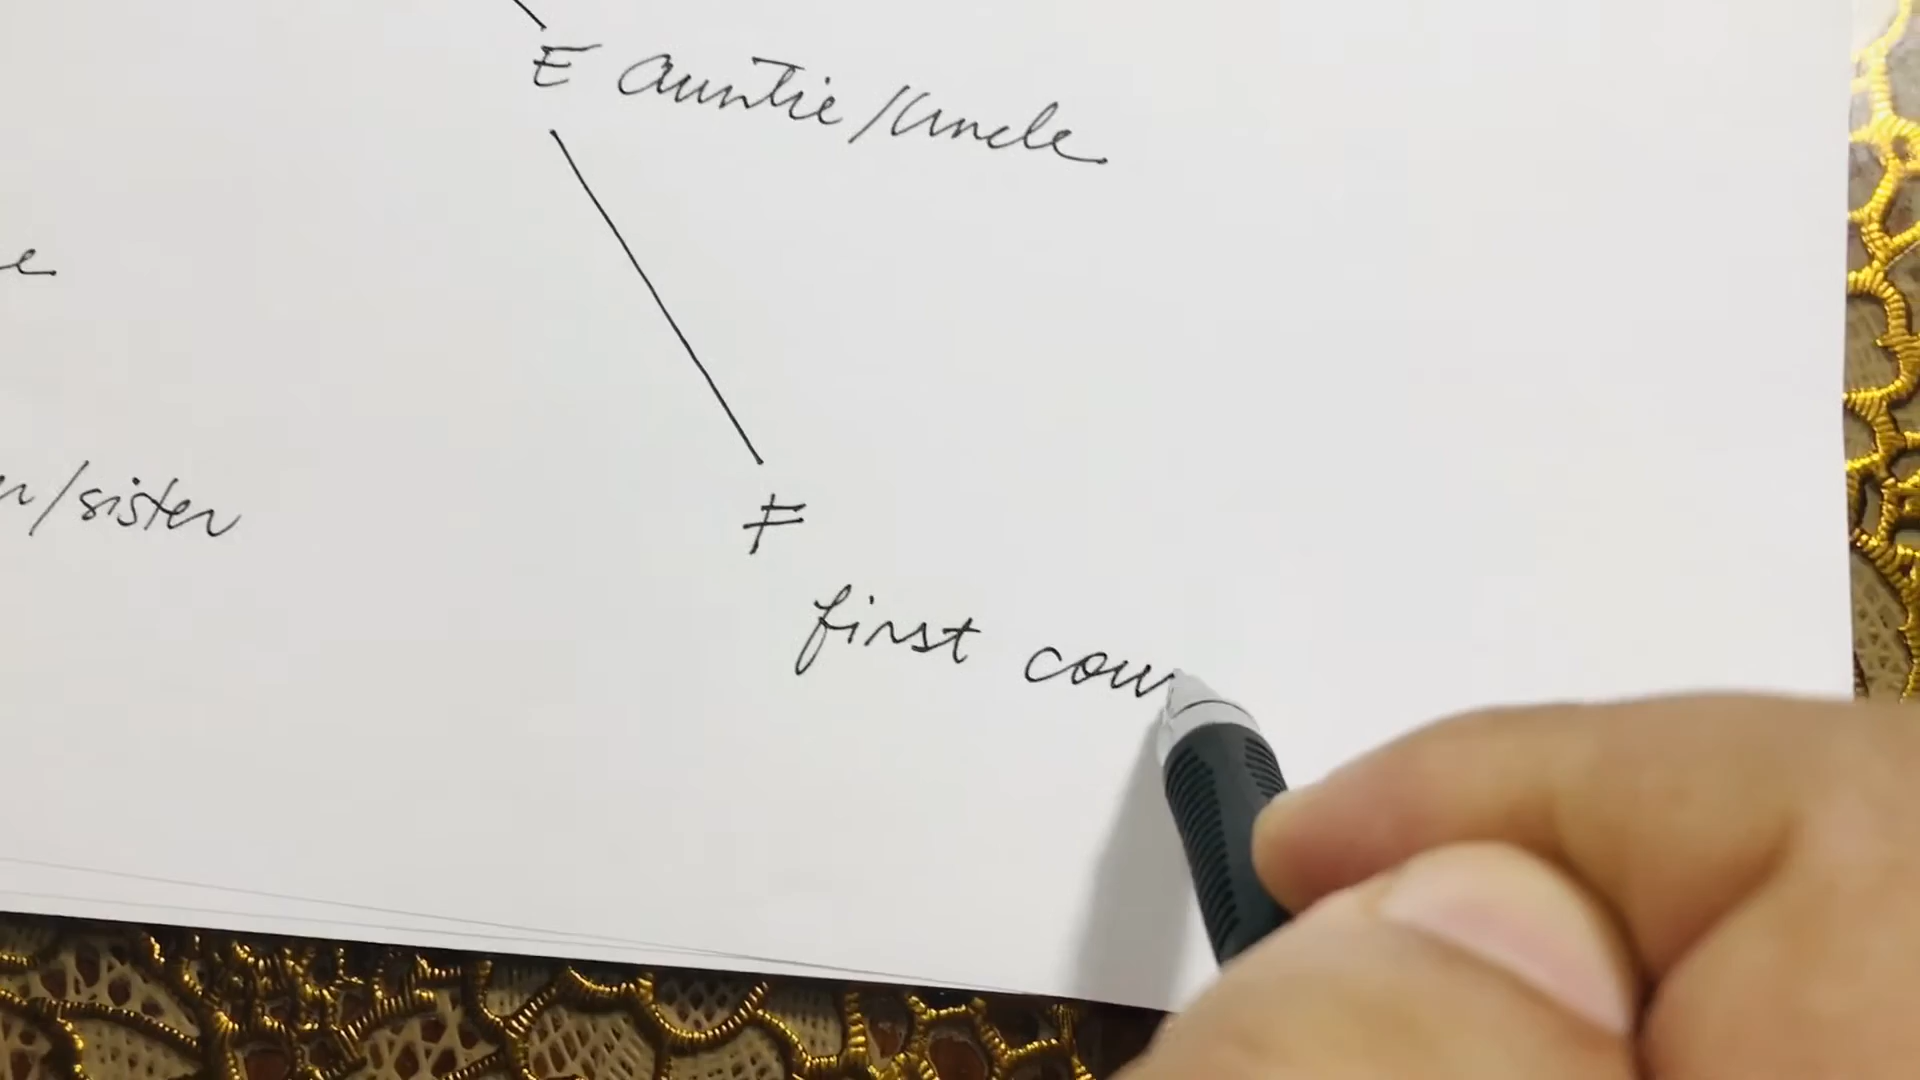 E auntie/Uncle
e
r/sister
F
first cou